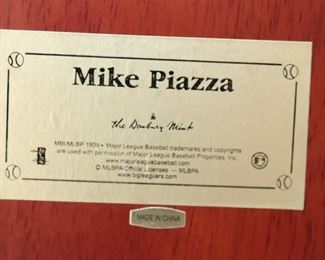 Mike Piazza
&
the Danbury Mint
MBI/MLBP 1999 • Major League Baseball trademarks and copyrights
are used with permission of Major League Baseball Properties, Inc.
www.majorleaguebaseball.com
© MLBPA Official Licensee — MLBPA
www.bigleaguers.com
MADE IN CHINA